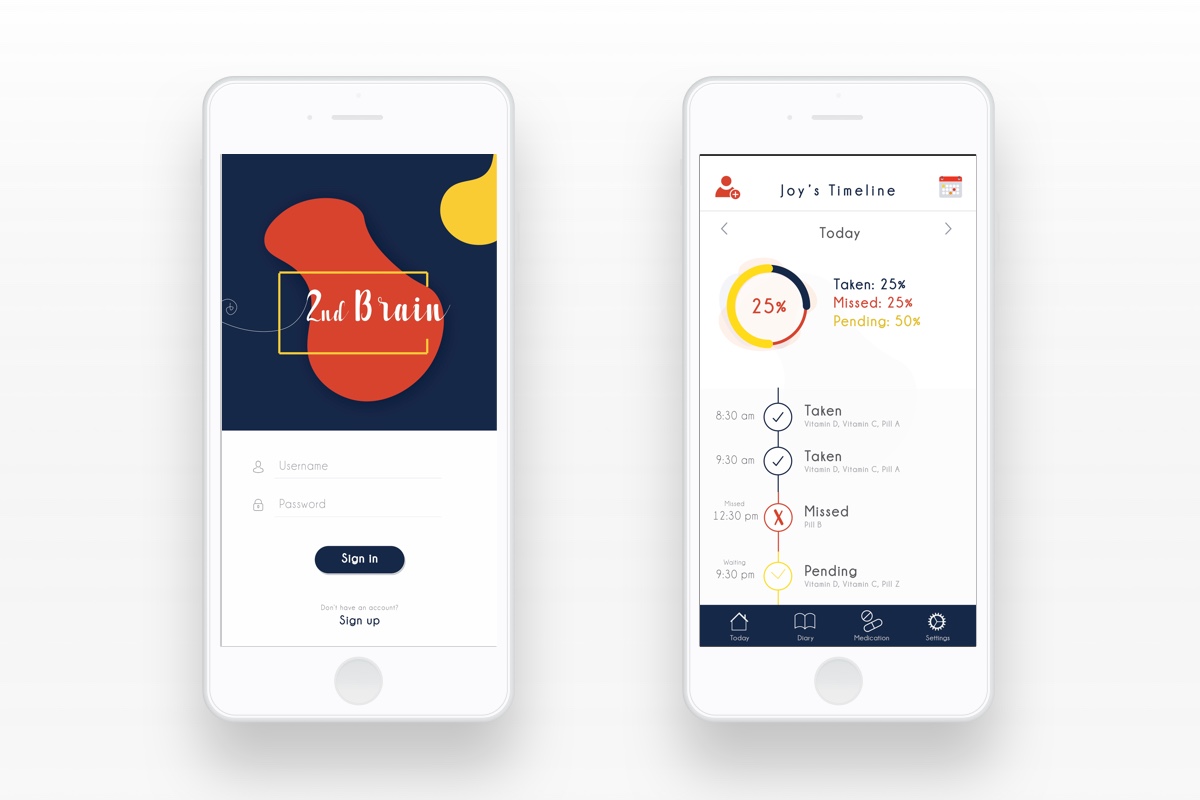 2nd Brain
Username
Password
Sign in
Don't have an account?
Sign up
Joy's Timeline
Today
25%
Taken: 25%
Missed: 25%
Pending: 50%
8:30 am
Taken
Vitamin D, Vitamin C, Pill A
9:30 am
Taken
Vitamin D, Vitamin C, Pill A
Missed
12:30 pm
Missed
Pill B
Waiting
9:30 pm
Pending
Vitamin D, Vitamin C, Pill Z
Today
Diary
Medication
Settings